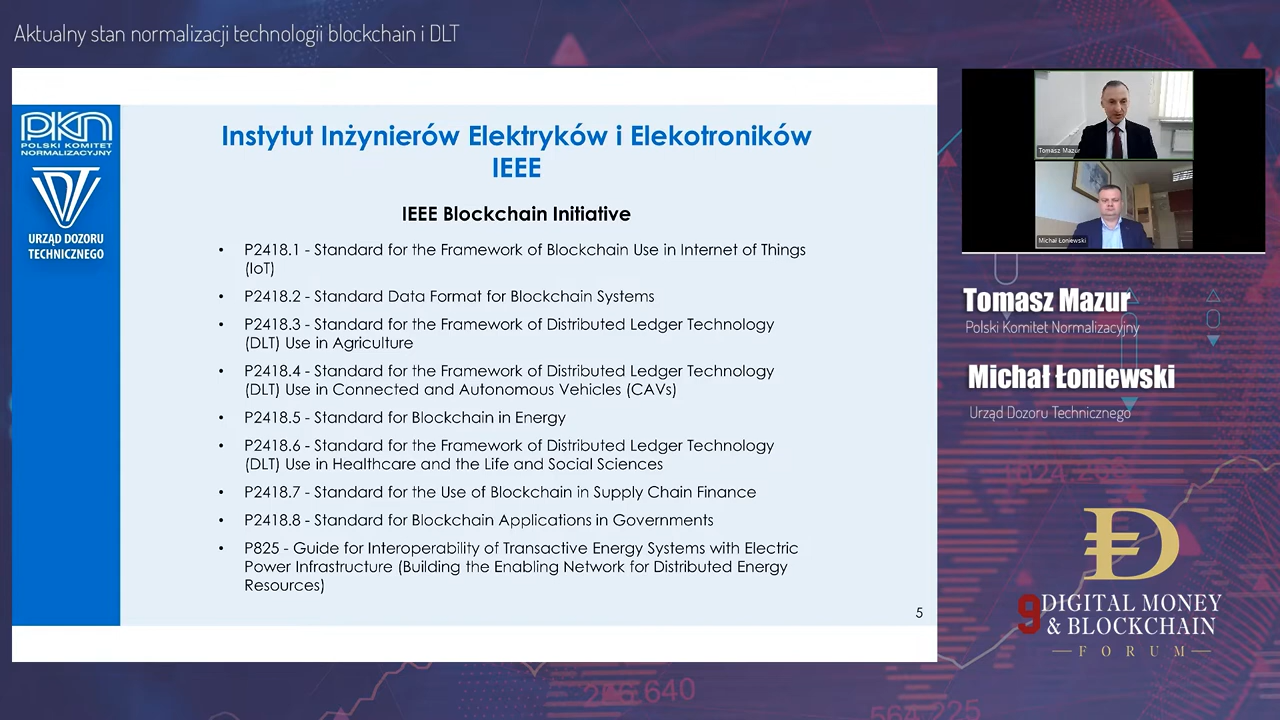 Aktualny stan normalizacji technologii blockchain i DLT
PKN
POLSKI KOMITET
NORMALIZACYJNY
UDT
URZĄD DOZORU
TECHNICZNEGO
Instytut Inżynierów Elektryków i Elekotroników
IEEE
IEEE Blockchain Initiative
• P2418.1 - Standard for the Framework of Blockchain Use in Internet of Things
(IoT)
• P2418.2 - Standard Data Format for Blockchain Systems
• P2418.3 - Standard for the Framework of Distributed Ledger Technology
(DLT) Use in Agriculture
• P2418.4 - Standard for the Framework of Distributed Ledger Technology
(DLT) Use in Connected and Autonomous Vehicles (CAVs)
• P2418.5 - Standard for Blockchain in Energy
• P2418.6 - Standard for the Framework of Distributed Ledger Technology
(DLT) Use in Healthcare and the Life and Social Sciences
• P2418.7 - Standard for the Use of Blockchain in Supply Chain Finance
• P2418.8 - Standard for Blockchain Applications in Governments
• P825 - Guide for Interoperability of Transactive Energy Systems with Electric
Power Infrastructure (Building the Enabling Network for Distributed Energy
Resources)
5
Tomasz Mazur
Michał Łoniewski
Tomasz Mazur
Polski Komitet Normalizacyjny
Michał Łoniewski
Urząd Dozoru Technicznego
1024.266
9 DIGITAL MONEY
& BLOCKCHAIN
FORUM
266.640
564.225